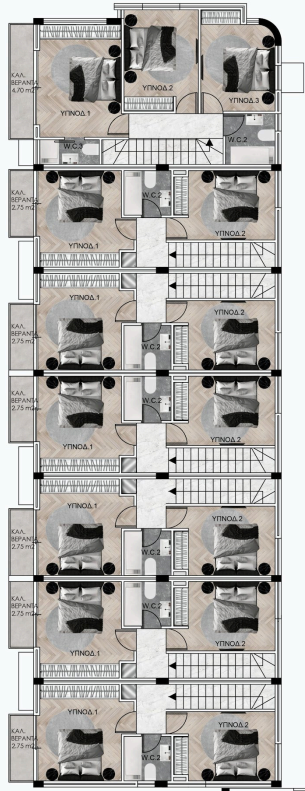 ΚΑΛ.
ΒΕΡΑΝΤΑ
4.70 m2
ΥΠΝΟΔ.1
ΥΠΝΟΔ.2
ΥΠΝΟΔ.3
W.C.3
W.C.2
ΚΑΛ.
ΒΕΡΑΝΤΑ
2.75 m2
W.C.2
ΥΠΝΟΔ.1
ΥΠΝΟΔ.2
ΚΑΛ.
ΒΕΡΑΝΤΑ
2.75 m2
ΥΠΝΟΔ.1
ΥΠΝΟΔ.2
W.C.2
ΚΑΛ.
ΒΕΡΑΝΤΑ
2.75 m2
W.C.2
ΥΠΝΟΔ.1
ΥΠΝΟΔ.2
ΚΑΛ.
ΒΕΡΑΝΤΑ
2.75 m2
ΥΠΝΟΔ.1
ΥΠΝΟΔ.2
W.C.2
ΚΑΛ.
ΒΕΡΑΝΤΑ
2.75 m2
W.C.2
ΥΠΝΟΔ.1
ΥΠΝΟΔ.2
ΚΑΛ.
ΒΕΡΑΝΤΑ
2.75 m2
ΥΠΝΟΔ.1
ΥΠΝΟΔ.2
W.C.2